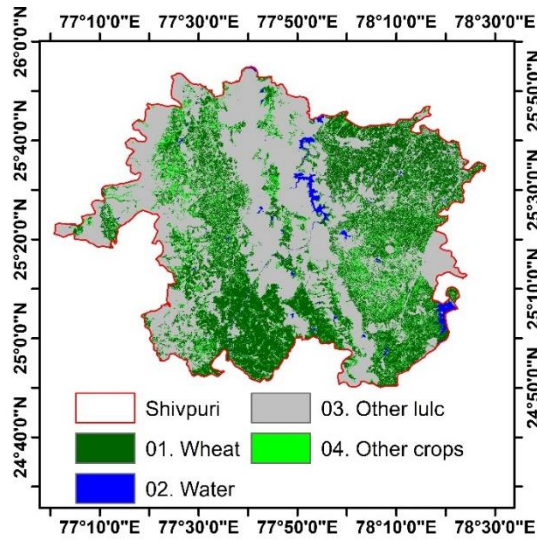 77°10'0"E 77°30'0"E 77°50'0"E 78°10'0"E 78°30'0"E
26°0'0"N
25°50'0"N
25°40'0"N
25°30'0"N
25°20'0"N
25°10'0"N
25°0'0"N
24°50'0"N
24°40'0"N
Shivpuri 03. Other lulc
01. Wheat 04. Other crops
02. Water
77°10'0"E 77°30'0"E 77°50'0"E 78°10'0"E 78°30'0"E